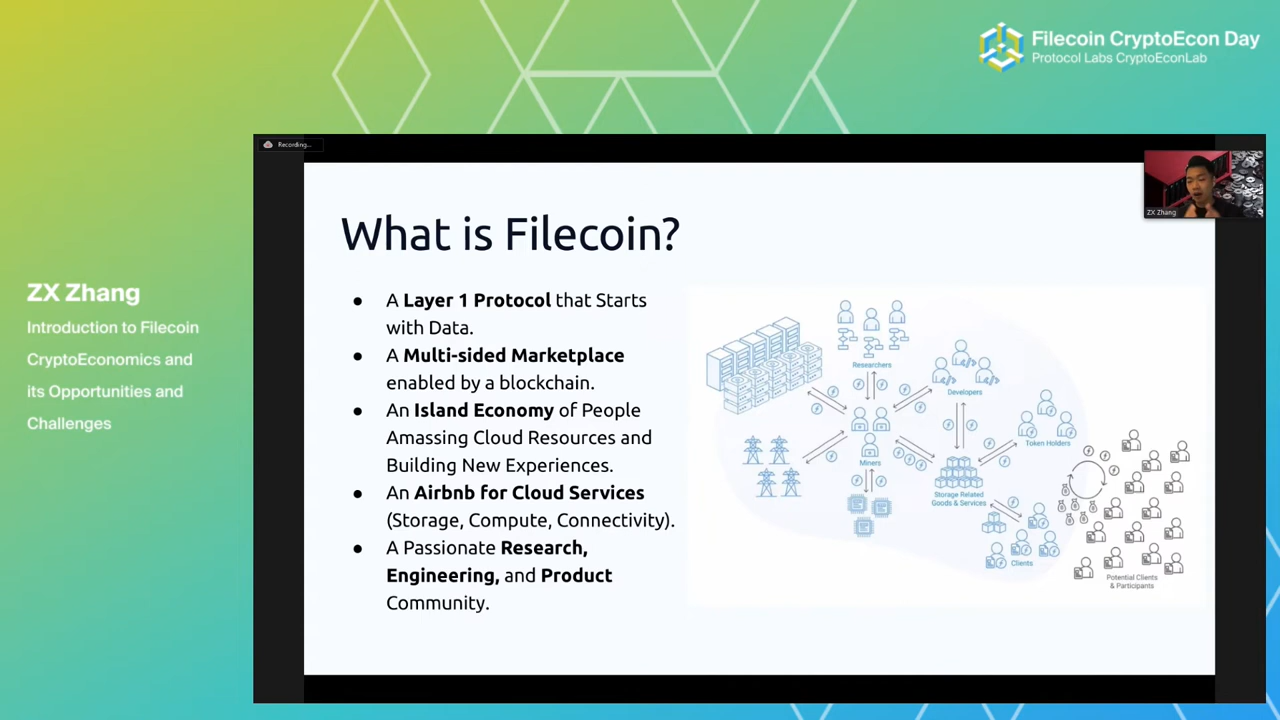 Filecoin CryptoEcon Day
Protocol Labs CryptoEconLab
Recording...
ZX Zhang
What is Filecoin?
ZX Zhang
Introduction to Filecoin
CryptoEconomics and
its Opportunities and
Challenges
● A Layer 1 Protocol that Starts
with Data.
● A Multi-sided Marketplace
enabled by a blockchain.
● An Island Economy of People
Amassing Cloud Resources and
Building New Experiences.
● An Airbnb for Cloud Services
(Storage, Compute, Connectivity).
● A Passionate Research,
Engineering, and Product
Community.
Researchers
Developers
Token Holders
Miners
Storage Related
Goods & Services
Clients
Potential Clients
& Participants